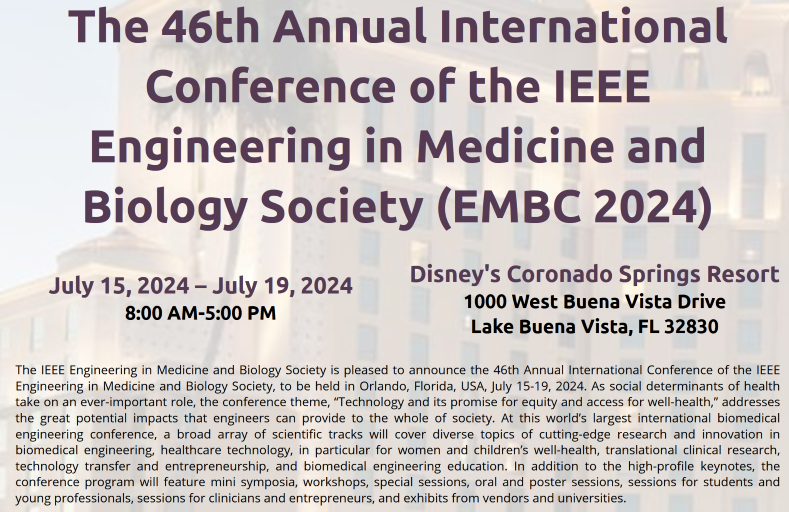 The 46th Annual International
Conference of the IEEE
Engineering in Medicine and
Biology Society (EMBC 2024)
July 15, 2024 – July 19, 2024
8:00 AM-5:00 PM
Disney's Coronado Springs Resort
1000 West Buena Vista Drive
Lake Buena Vista, FL 32830
The IEEE Engineering in Medicine and Biology Society is pleased to announce the 46th Annual International Conference of the IEEE
Engineering in Medicine and Biology Society, to be held in Orlando, Florida, USA, July 15-19, 2024. As social determinants of health
take on an ever-important role, the conference theme, “Technology and its promise for equity and access for well-health,” addresses
the great potential impacts that engineers can provide to the whole of society. At this world’s largest international biomedical
engineering conference, a broad array of scientific tracks will cover diverse topics of cutting-edge research and innovation in
biomedical engineering, healthcare technology, in particular for women and children’s well-health, translational clinical research,
technology transfer and entrepreneurship, and biomedical engineering education. In addition to the high-profile keynotes, the
conference program will feature mini symposia, workshops, special sessions, oral and poster sessions, sessions for students and
young professionals, sessions for clinicians and entrepreneurs, and exhibits from vendors and universities.